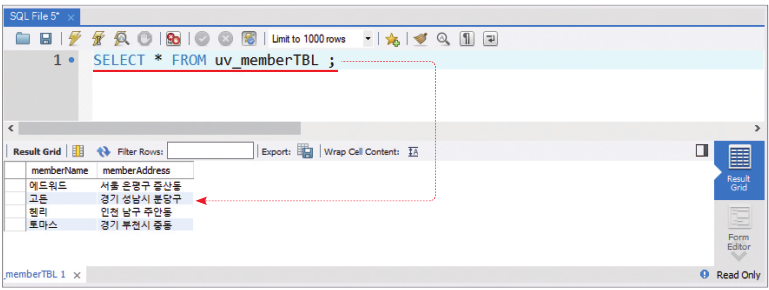 SQL File 5*
Limit to 1000 rows
1 SELECT * FROM uv_memberTBL ;
Result Grid Filter Rows: Export: Wrap Cell Content: IA
memberName memberAddress
에드워드 서울 은평구 증산동
고든 경기 성남시 분당구
헨리 인천 남구 주안동
토마스 경기 부천시 중동
Result Grid
Form Editor
_memberTBL 1
Read Only